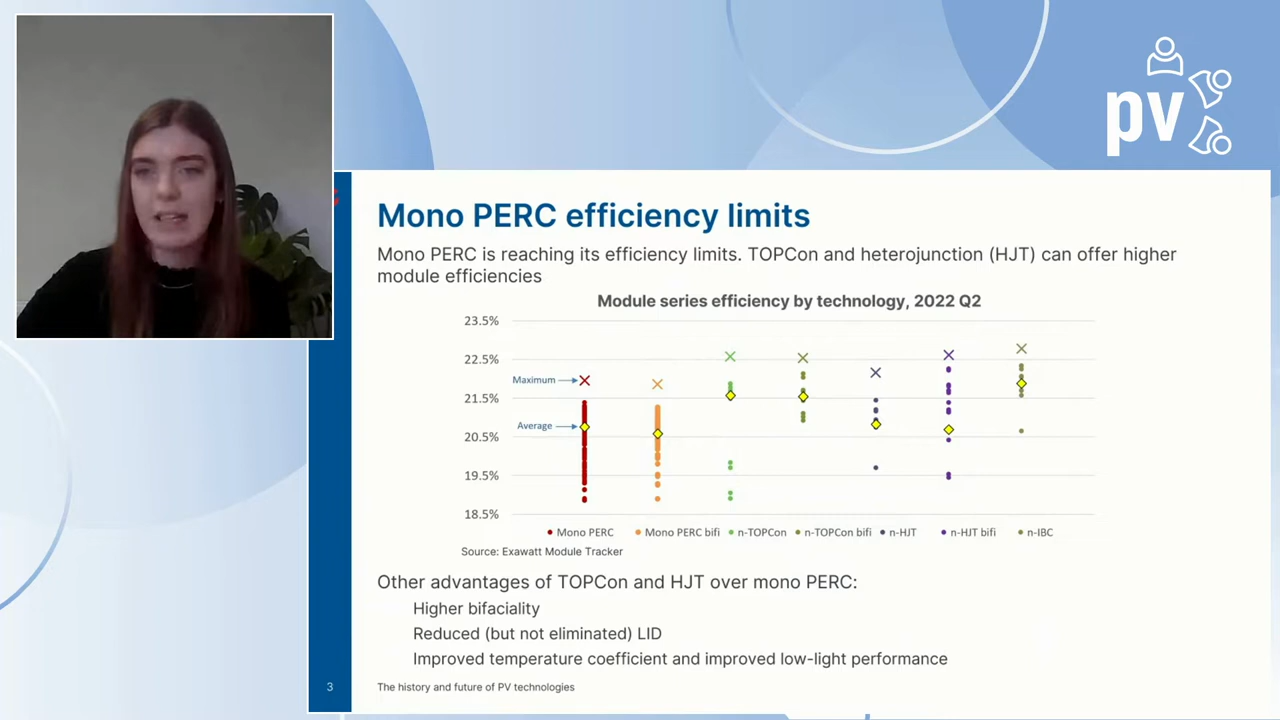 pv
Mono PERC efficiency limits
Mono PERC is reaching its efficiency limits. TOPCon and heterojunction (HJT) can offer higher
module efficiencies
Module series efficiency by technology, 2022 Q2
23.5%
22.5%
Maximum
21.5%
Average
20.5%
19.5%
18.5%
Mono PERC Mono PERC bifi n-TOPCon n-TOPCon bifi n-HJT n-HJT bifi n-IBC
Source: Exawatt Module Tracker
Other advantages of TOPCon and HJT over mono PERC:
Higher bifaciality
Reduced (but not eliminated) LID
Improved temperature coefficient and improved low-light performance
3
The history and future of PV technologies